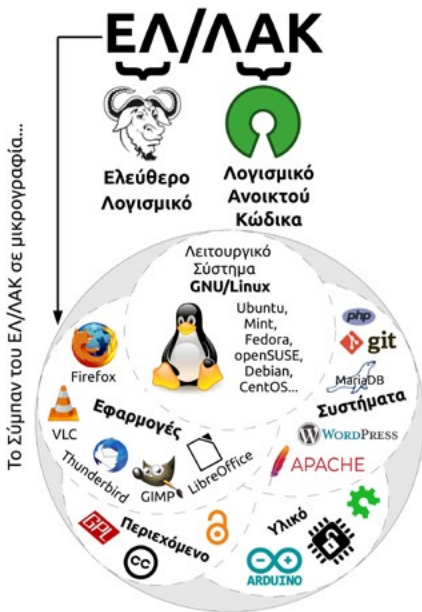 ΕΛ/ΛΑΚ
Ελεύθερο
Λογισμικό
Λογισμικό
Ανοικτού
Κώδικα
Το Σύμπαν του ΕΛ/ΛΑΚ σε μικρογραφία...
Λειτουργικό
Σύστημα
GNU/Linux
Ubuntu,
Mint,
Fedora,
openSUSE,
Debian,
CentOS...
Firefox
VLC
Εφαρμογές
Thunderbird
GIMP
LibreOffice
php
git
MariaDB
Συστήματα
WORDPRESS
APACHE
Περιεχόμενο
GPL
cc
Υλικό
ARDUINO